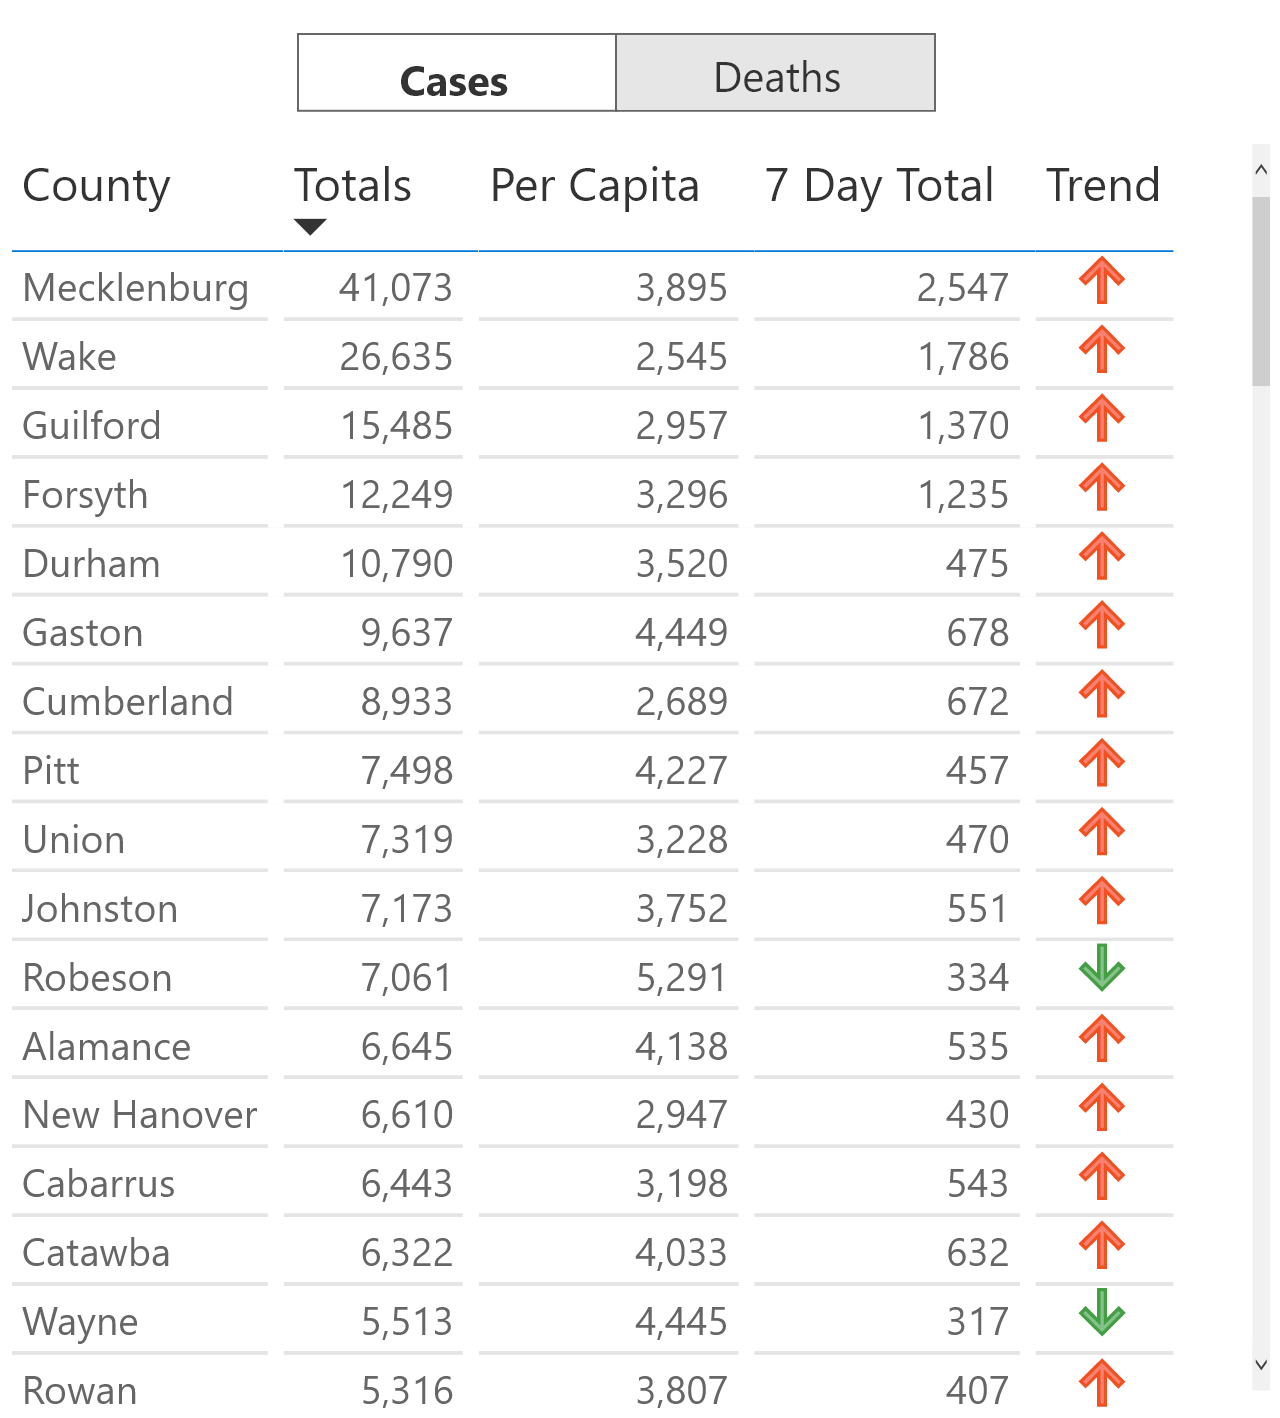 Cases Deaths
County Totals Per Capita 7 Day Total Trend
Mecklenburg 41,073 3,895 2,547
Wake 26,635 2,545 1,786
Guilford 15,485 2,957 1,370
Forsyth 12,249 3,296 1,235
Durham 10,790 3,520 475
Gaston 9,637 4,449 678
Cumberland 8,933 2,689 672
Pitt 7,498 4,227 457
Union 7,319 3,228 470
Johnston 7,173 3,752 551
Robeson 7,061 5,291 334
Alamance 6,645 4,138 535
New Hanover 6,610 2,947 430
Cabarrus 6,443 3,198 543
Catawba 6,322 4,033 632
Wayne 5,513 4,445 317
Rowan 5,316 3,807 407